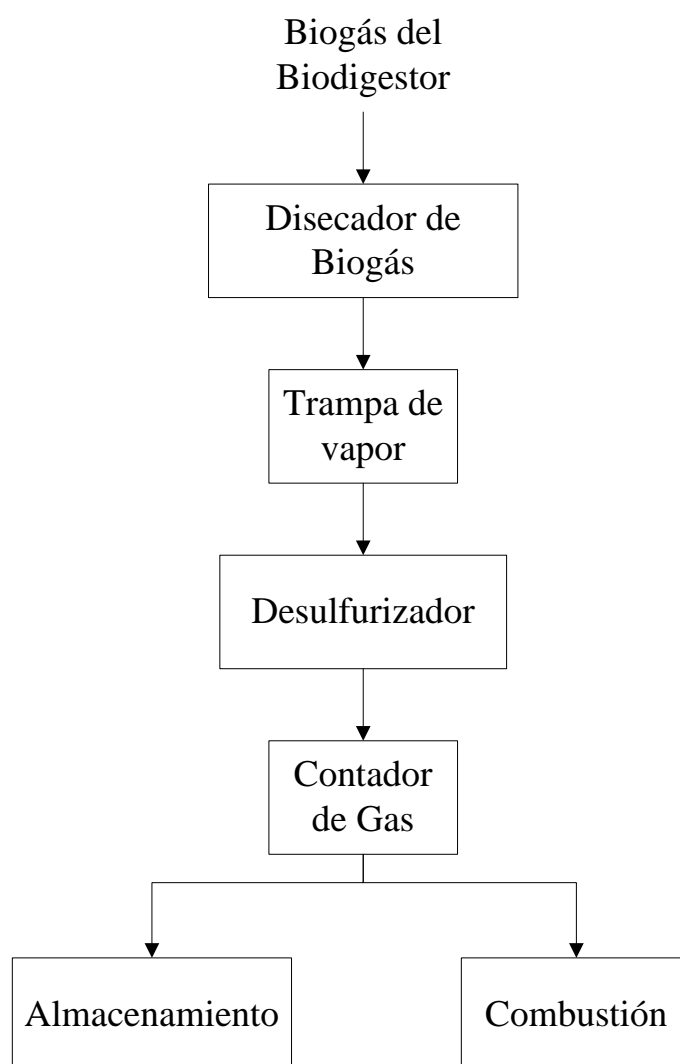 Biogás del
Biodigestor
Disecador de
Biogás
Trampa de
vapor
Desulfurizador
Contador
de Gas
Almacenamiento
Combustión